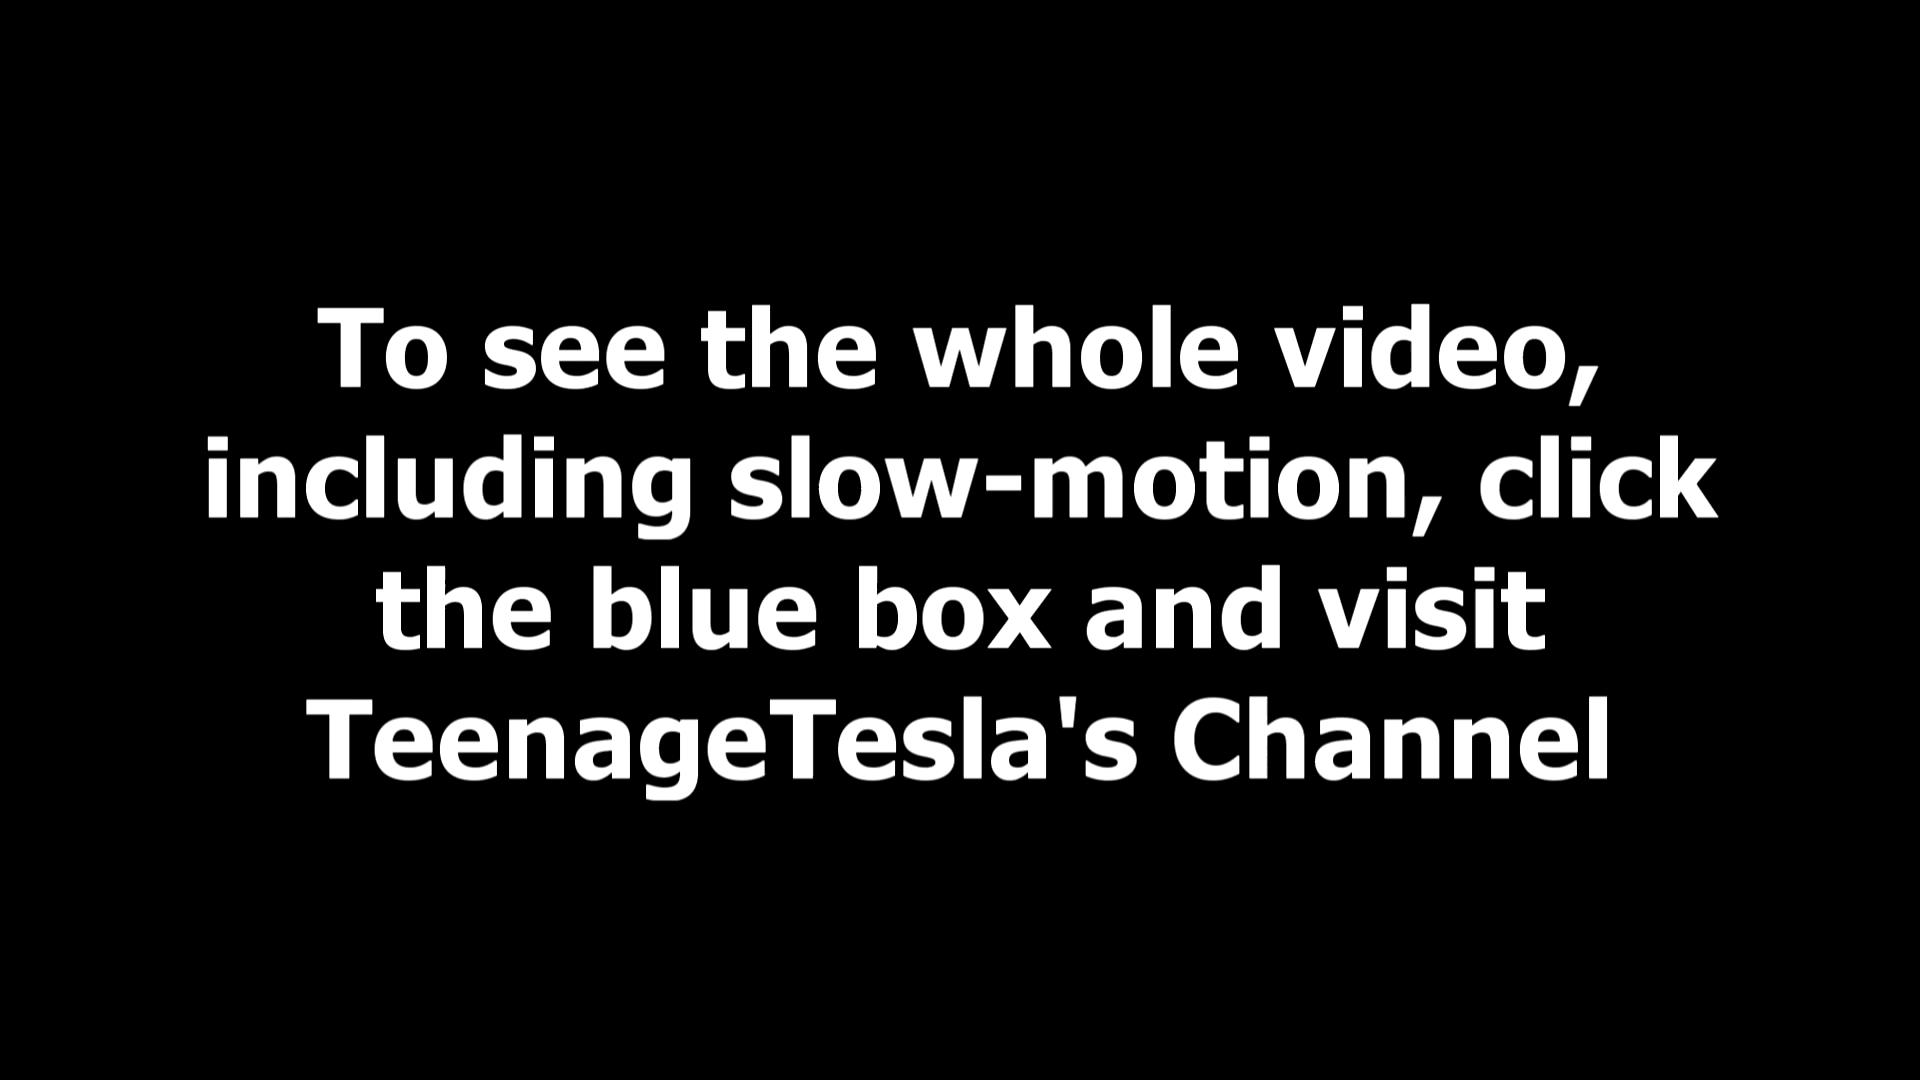 To see the whole video,
including slow-motion, click
the blue box and visit
TeenageTesla's Channel